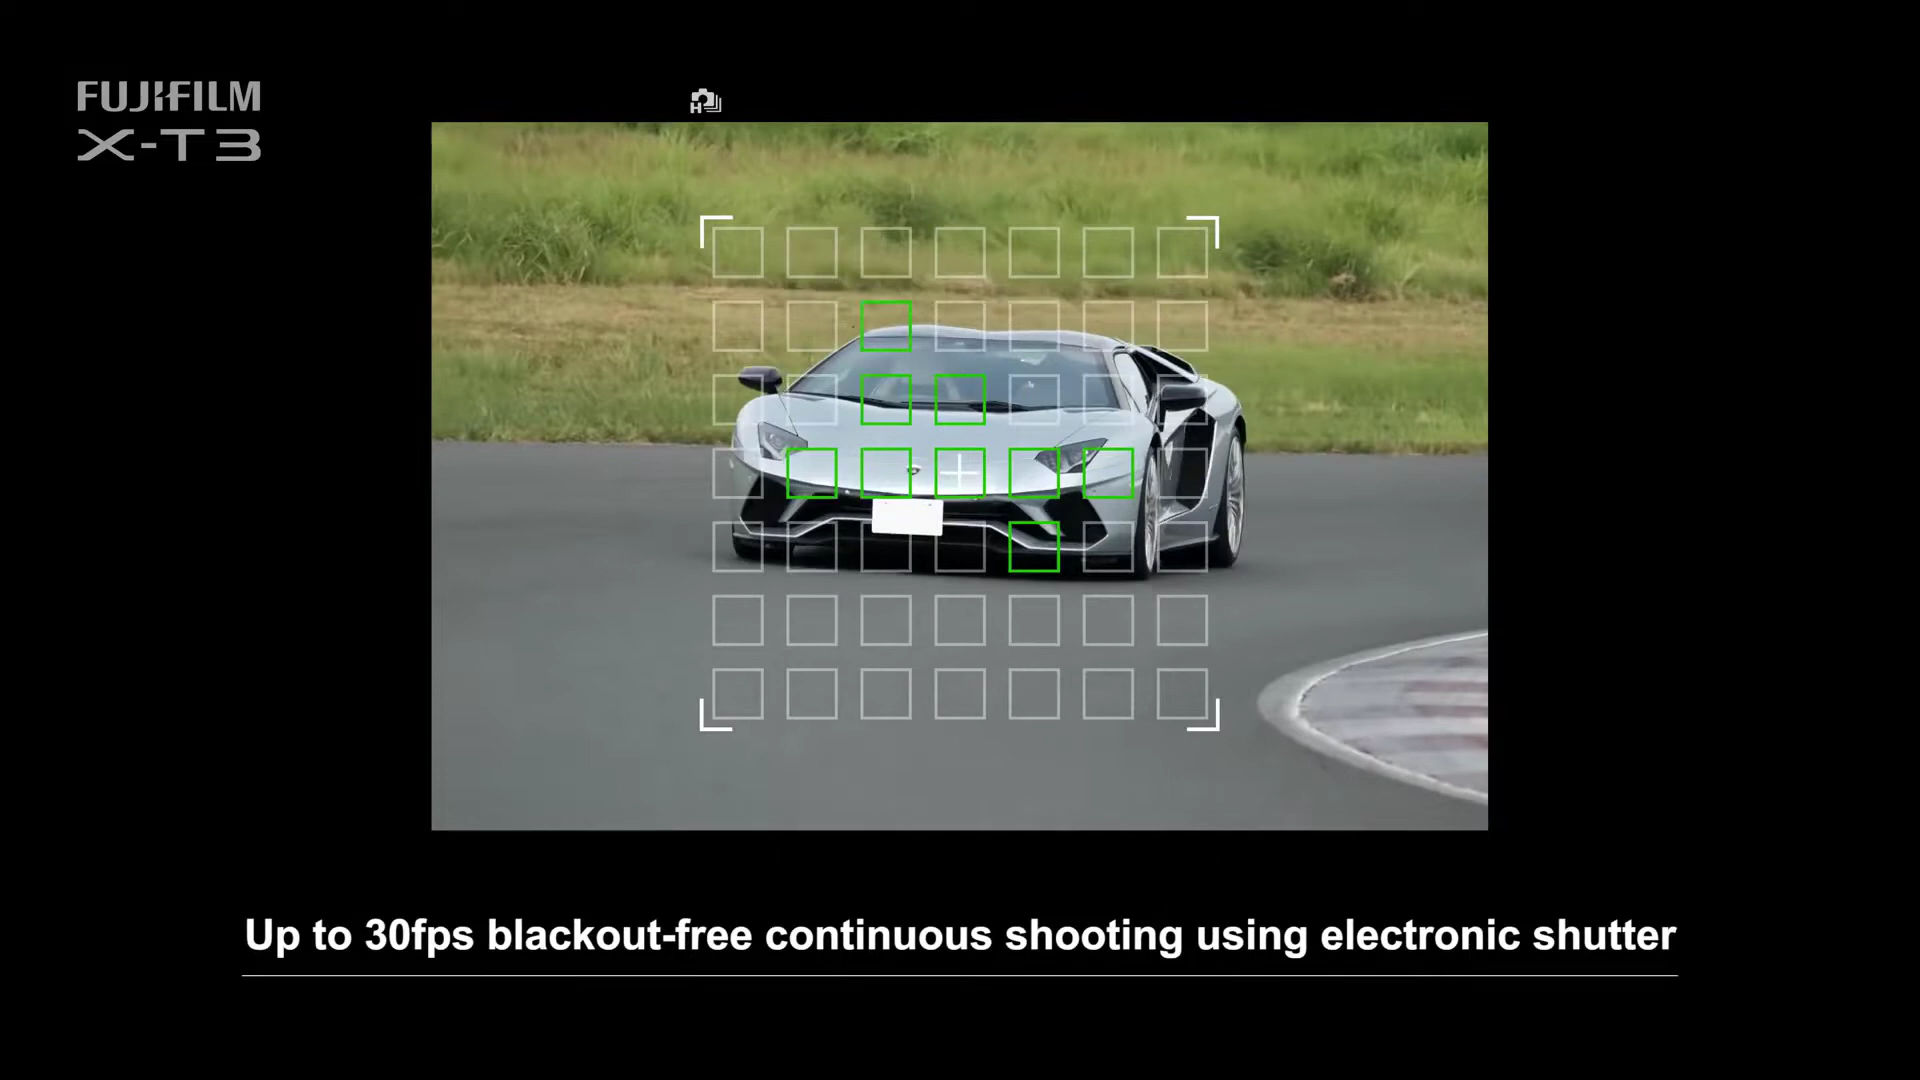 FUJIFILM
X-T3
H
Up to 30fps blackout-free continuous shooting using electronic shutter